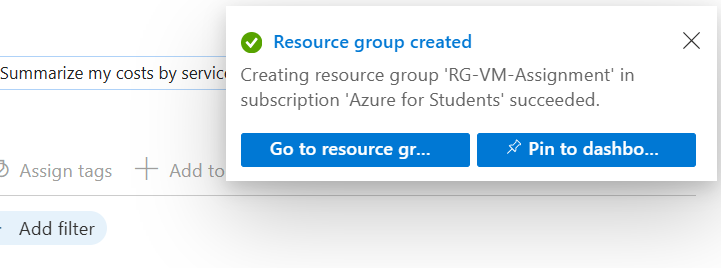 Resource group created
Creating resource group 'RG-VM-Assignment' in
subscription 'Azure for Students' succeeded.
Go to resource gr...
Pin to dashbo...
Summarize my costs by service
Assign tags
Add to
Add filter